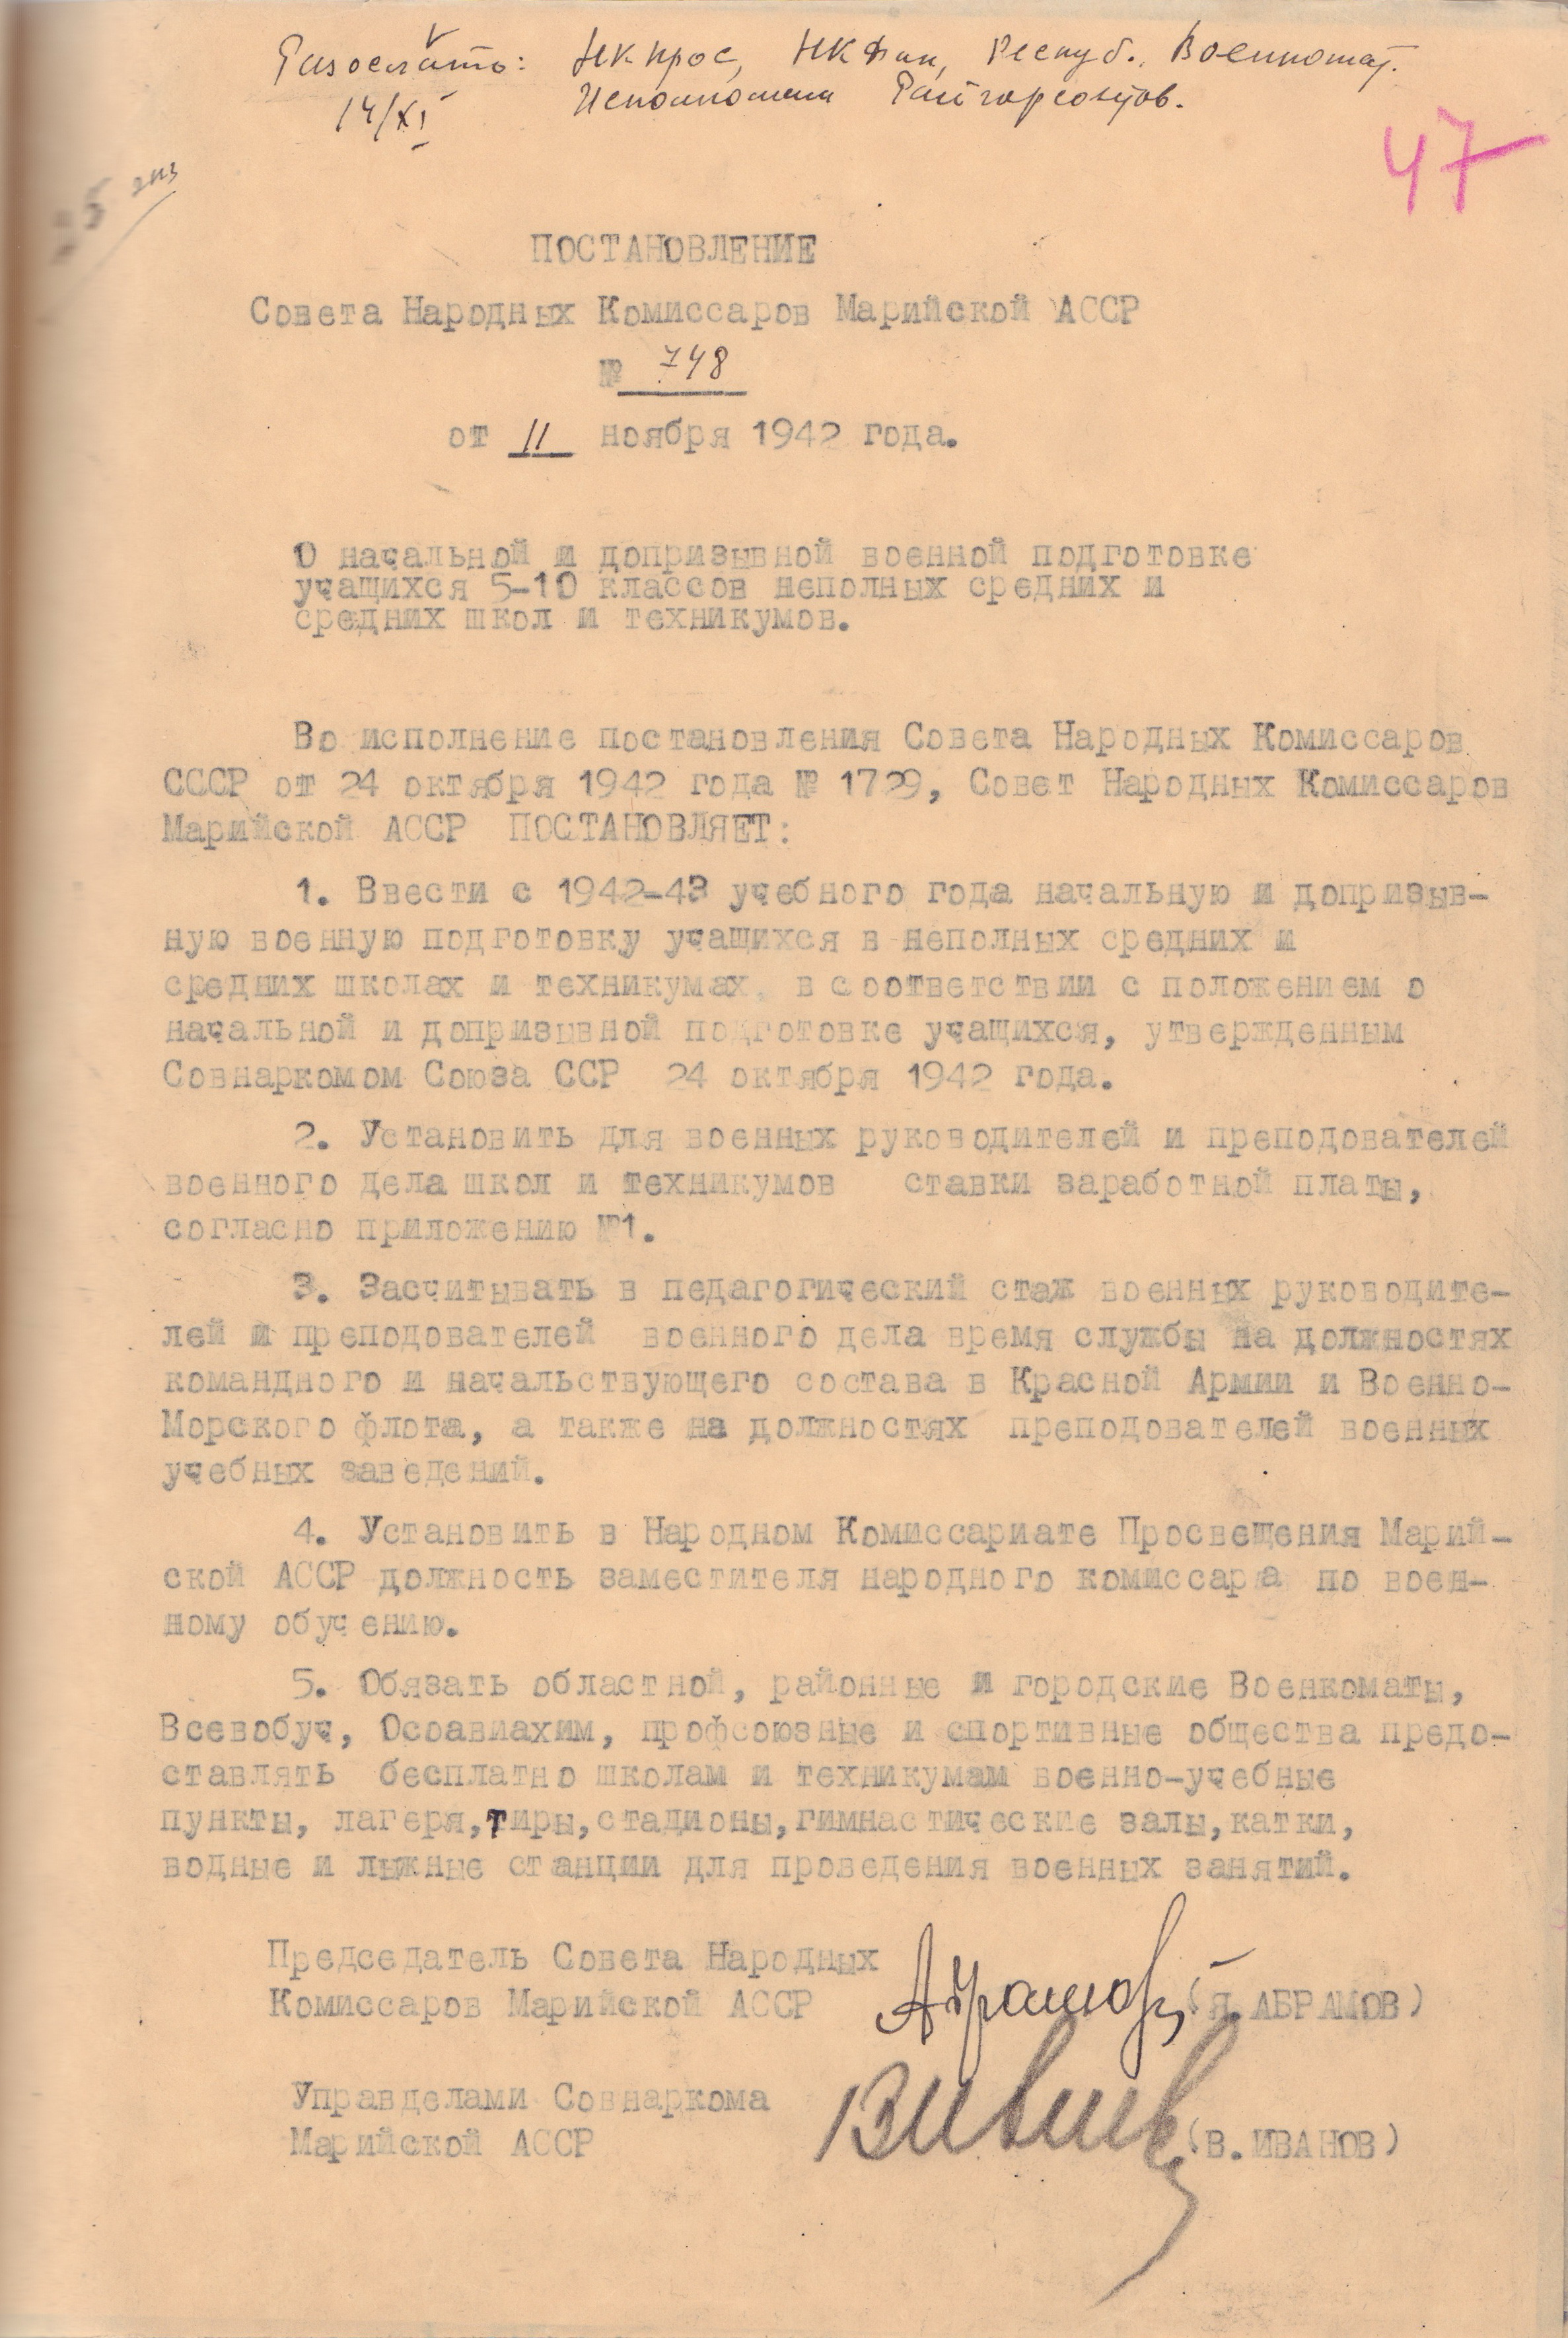 Разослать: НКПрос, НКФин, Респуб. Военкомат,
14/XI Исполкомам Райгорсоветов.
47
5 экз
ПОСТАНОВЛЕНИЕ
Совета Народных Комиссаров Марийской АССР
№ 748
от 11 ноября 1942 года.
О начальной и допризывной военной подготовке
учащихся 5-10 классов неполных средних и
средних школ и техникумов.
Во исполнение постановления Совета Народных Комиссаров
СССР от 24 октября 1942 года № 1729, Совет Народных Комиссаров
Марийской АССР ПОСТАНОВЛЯЕТ:
1. Ввести с 1942-43 учебного года начальную и допризыв-
ную военную подготовку учащихся в неполных средних и
средних школах и техникумах, в соответствии с положением о
начальной и допризывной подготовке учащихся, утвержденным
Совнаркомом Союза ССР 24 октября 1942 года.
2. Установить для военных руководителей и преподователей
военного дела школ и техникумов ставки заработной платы,
согласно приложению №1.
3. Засчитывать в педагогический стаж военных руководите-
лей и преподователей военного дела время службы на должностях
командного и начальствующего состава в Красной Армии и Военно-
Морского флота, а также на должностях преподователей военных
учебных заведений.
4. Установить в Народном Комиссариате Просвещения Марий-
ской АССР должность заместителя народного комиссара по воен-
ному обучению.
5. Обязать областной, районные и городские Военкоматы,
Всевобуч, Осоавиахим, профсоюзные и спортивные общества предо-
ставлять бесплатно школам и техникумам военно-учебные
пункты, лагеря,тиры,стадионы,гимнастические залы,катки,
водные и лыжные станции для проведения военных занятий.
Председатель Совета Народных
Комиссаров Марийской АССР Абрамов (Я. АБРАМОВ)
Управделами Совнаркома
Марийской АССР ВИванов (В. ИВАНОВ)